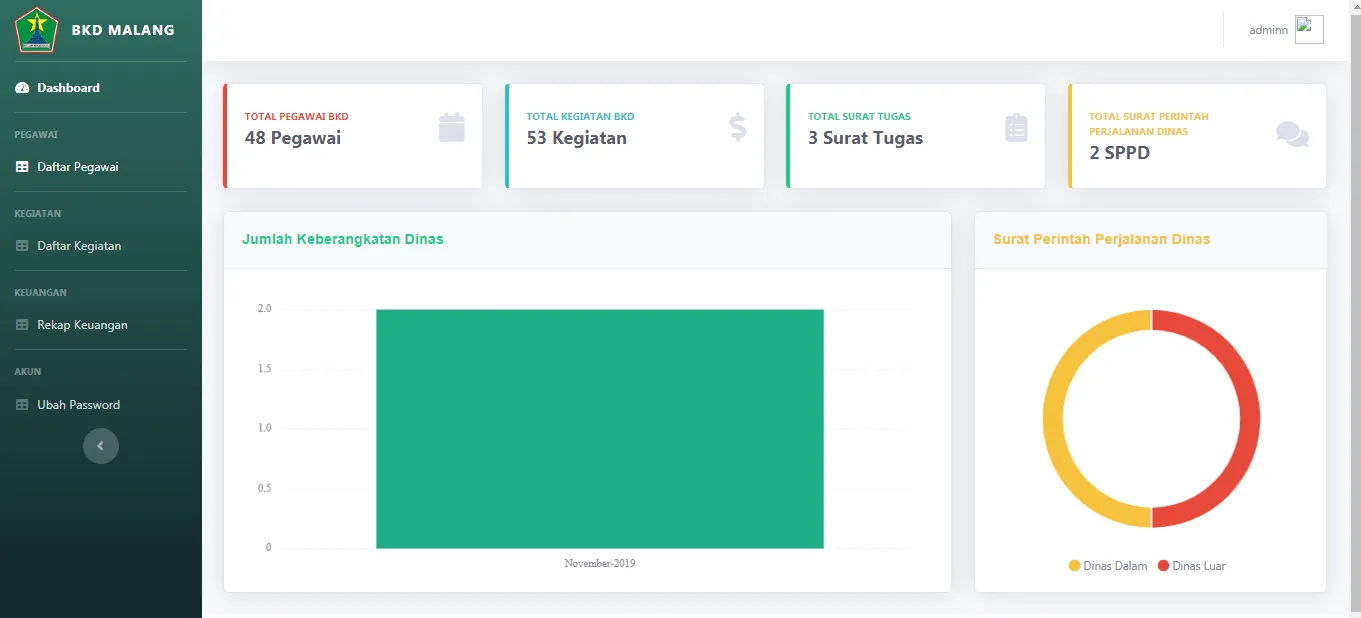 BKD MALANG
adminn
Dashboard
PEGAWAI
Daftar Pegawai
KEGIATAN
Daftar Kegiatan
KEUANGAN
Rekap Keuangan
AKUN
Ubah Password
TOTAL PEGAWAI BKD
48 Pegawai
TOTAL KEGIATAN BKD
53 Kegiatan
TOTAL SURAT TUGAS
3 Surat Tugas
TOTAL SURAT PERINTAH
PERJALANAN DINAS
2 SPPD
Jumlah Keberangkatan Dinas
2.0
1.5
1.0
0.5
0
November-2019
Surat Perintah Perjalanan Dinas
Dinas Dalam
Dinas Luar